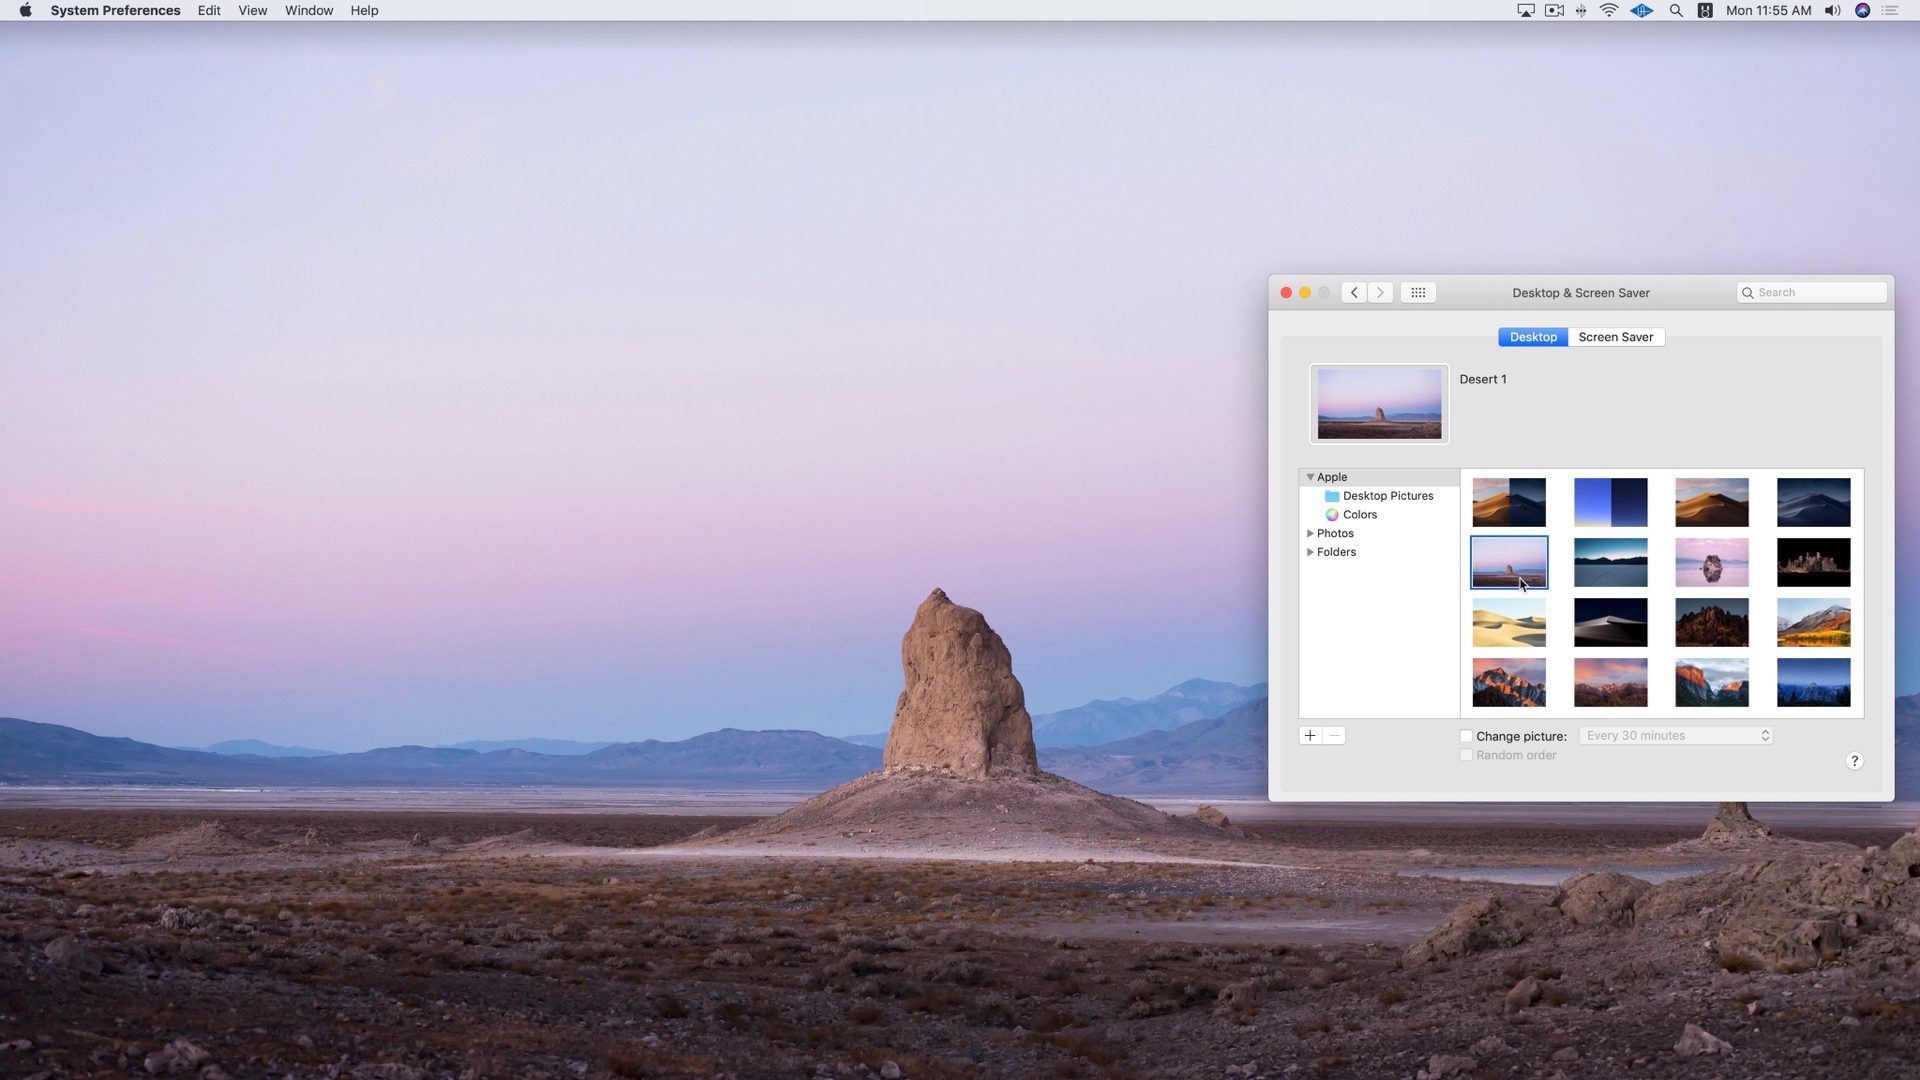 System Preferences Edit View Window Help
Mon 11:55 AM
Desktop & Screen Saver
Search
Desktop Screen Saver
Desert 1
Apple
Desktop Pictures
Colors
Photos
Folders
+ −
Change picture: Every 30 minutes
Random order
?